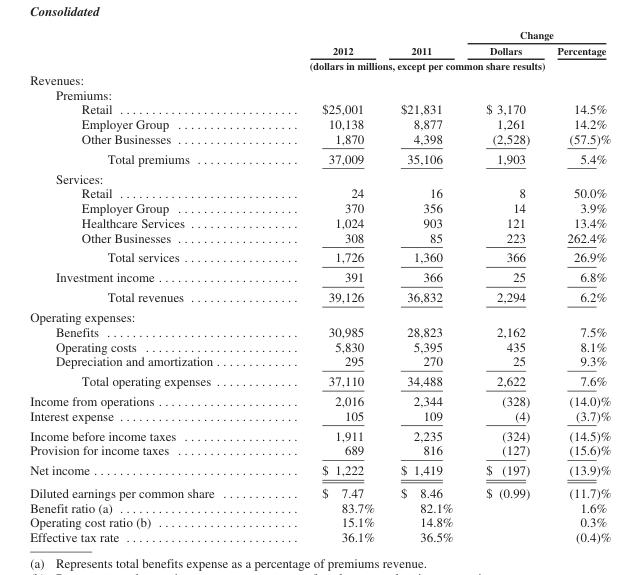 Consolidated
Change
2012 2011 Dollars Percentage
(dollars in millions, except per common share results)
Revenues:
Premiums:
Retail . . . . . . . . . . . . . . . . . . . . . . . . . . . . $25,001 $21,831 $ 3,170 14.5%
Employer Group . . . . . . . . . . . . . . . . . . . 10,138 8,877 1,261 14.2%
Other Businesses . . . . . . . . . . . . . . . . . . . 1,870 4,398 (2,528) (57.5)%
Total premiums . . . . . . . . . . . . . . . . 37,009 35,106 1,903 5.4%
Services:
Retail . . . . . . . . . . . . . . . . . . . . . . . . . . . . 24 16 8 50.0%
Employer Group . . . . . . . . . . . . . . . . . . . 370 356 14 3.9%
Healthcare Services . . . . . . . . . . . . . . . . . 1,024 903 121 13.4%
Other Businesses . . . . . . . . . . . . . . . . . . . 308 85 223 262.4%
Total services . . . . . . . . . . . . . . . . . 1,726 1,360 366 26.9%
Investment income . . . . . . . . . . . . . . . . . . . . . 391 366 25 6.8%
Total revenues . . . . . . . . . . . . . . . . . 39,126 36,832 2,294 6.2%
Operating expenses:
Benefits . . . . . . . . . . . . . . . . . . . . . . . . . . . . . . 30,985 28,823 2,162 7.5%
Operating costs . . . . . . . . . . . . . . . . . . . . . . . . 5,830 5,395 435 8.1%
Depreciation and amortization . . . . . . . . . . . . . 295 270 25 9.3%
Total operating expenses . . . . . . . . . . . . . 37,110 34,488 2,622 7.6%
Income from operations . . . . . . . . . . . . . . . . . . . . . 2,016 2,344 (328) (14.0)%
Interest expense . . . . . . . . . . . . . . . . . . . . . . . . . . . . 105 109 (4) (3.7)%
Income before income taxes . . . . . . . . . . . . . . . . . . 1,911 2,235 (324) (14.5)%
Provision for income taxes . . . . . . . . . . . . . . . . . . . . 689 816 (127) (15.6)%
Net income . . . . . . . . . . . . . . . . . . . . . . . . . . . . . . . . $ 1,222 $ 1,419 $ (197) (13.9)%
Diluted earnings per common share . . . . . . . . . . . . $ 7.47 $ 8.46 $ (0.99) (11.7)%
Benefit ratio (a) . . . . . . . . . . . . . . . . . . . . . . . . . . . . . 83.7% 82.1% 1.6%
Operating cost ratio (b) . . . . . . . . . . . . . . . . . . . . . . 15.1% 14.8% 0.3%
Effective tax rate . . . . . . . . . . . . . . . . . . . . . . . . . . . 36.1% 36.5% (0.4)%
(a) Represents total benefits expense as a percentage of premiums revenue.